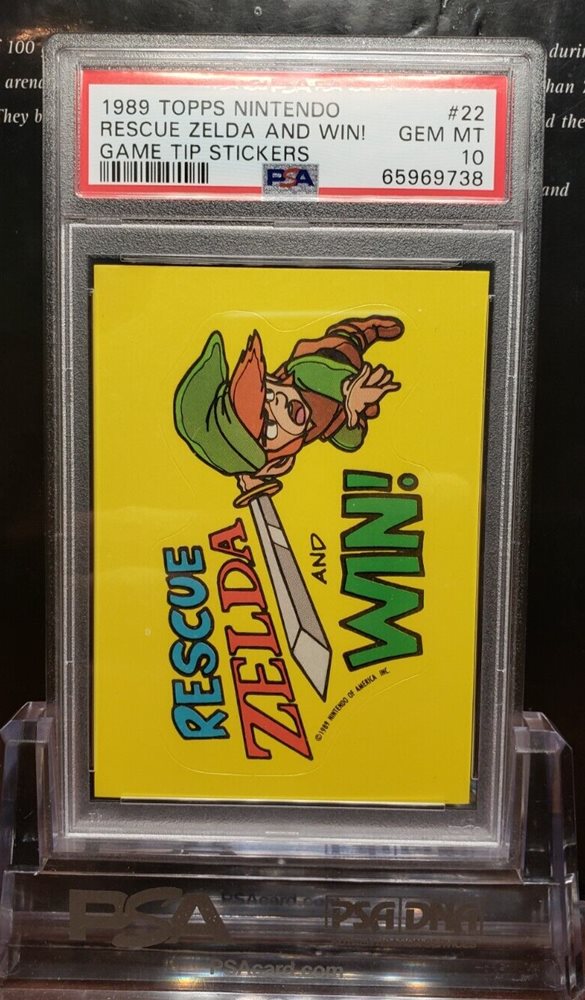 100
arena
They b
durin
han
d the
and
1989 TOPPS NINTENDO #22
RESCUE ZELDA AND WIN! GEM MT
GAME TIP STICKERS 10
PSA 65969738
RESCUE
ZELDA
AND
WIN!
©1989 NINTENDO OF AMERICA INC.
PSA PSA DNA
PSAcard.com